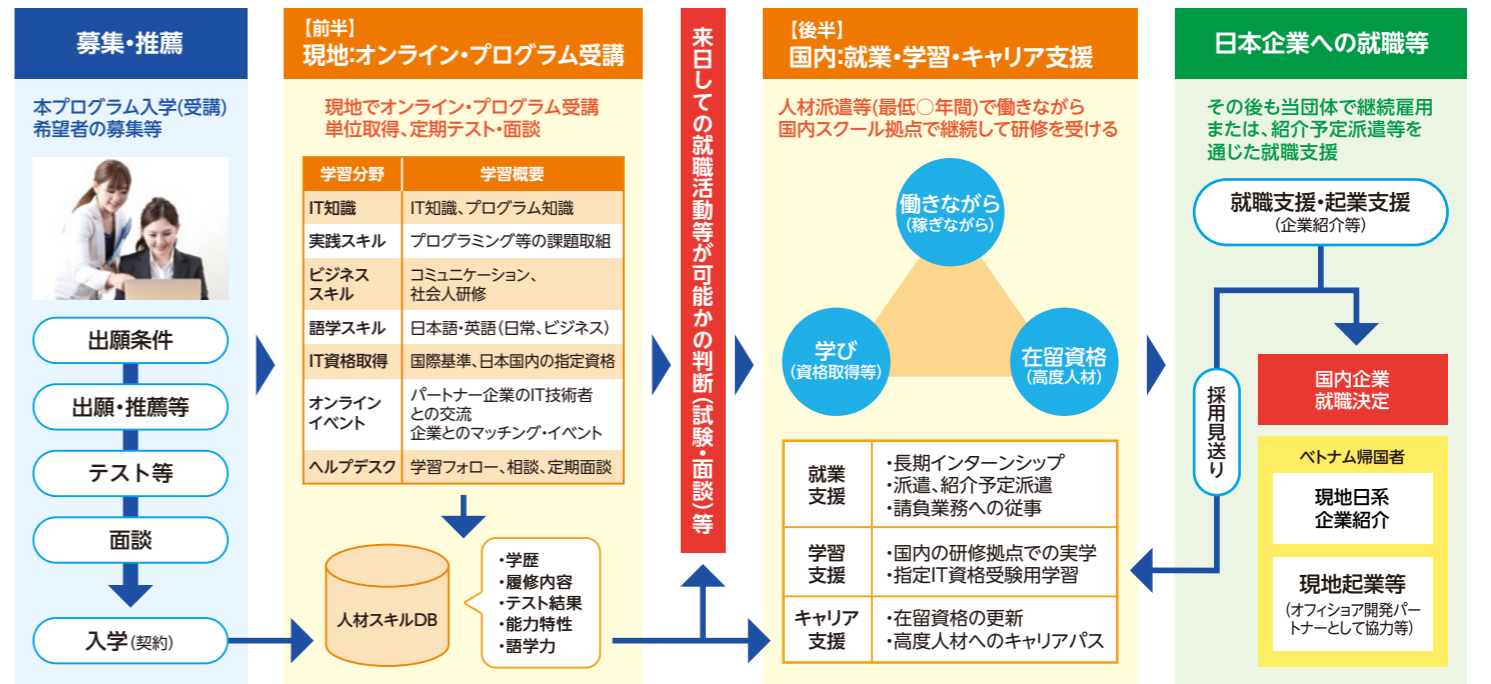 募集・推薦
本プログラム入学(受講)
希望者の募集等
出願条件
出願・推薦等
テスト等
面談
入学(契約)
【前半】
現地:オンライン・プログラム受講
現地でオンライン・プログラム受講
単位取得、定期テスト・面談
学習分野 学習概要
IT知識 IT知識、プログラム知識
実践スキル プログラミング等の課題取組
ビジネス
スキル
コミュニケーション、
社会人研修
語学スキル 日本語・英語(日常、ビジネス)
IT資格取得 国際基準、日本国内の指定資格
オンライン
イベント
パートナー企業のIT技術者
との交流
企業とのマッチング・イベント
ヘルプデスク 学習フォロー、相談、定期面談
人材スキルDB
・学歴
・履修内容
・テスト結果
・能力特性
・語学力
来日しての就職活動等が可能かの判断(試験・面談)等
【後半】
国内:就業・学習・キャリア支援
人材派遣等(最低○年間)で働きながら
国内スクール拠点で継続して研修を受ける
働きながら
(稼ぎながら)
学び
(資格取得等)
在留資格
(高度人材)
就業
支援
・長期インターンシップ
・派遣、紹介予定派遣
・請負業務への従事
学習
支援
・国内の研修拠点での実学
・指定IT資格受験用学習
キャリア
支援
・在留資格の更新
・高度人材へのキャリアパス
日本企業への就職等
その後も当団体で継続雇用
または、紹介予定派遣等を
通じた就職支援
就職支援・起業支援
(企業紹介等)
採用見送り
国内企業
就職決定
ベトナム帰国者
現地日系
企業紹介
現地起業等
(オフィショア開発パー
トナーとして協力等)